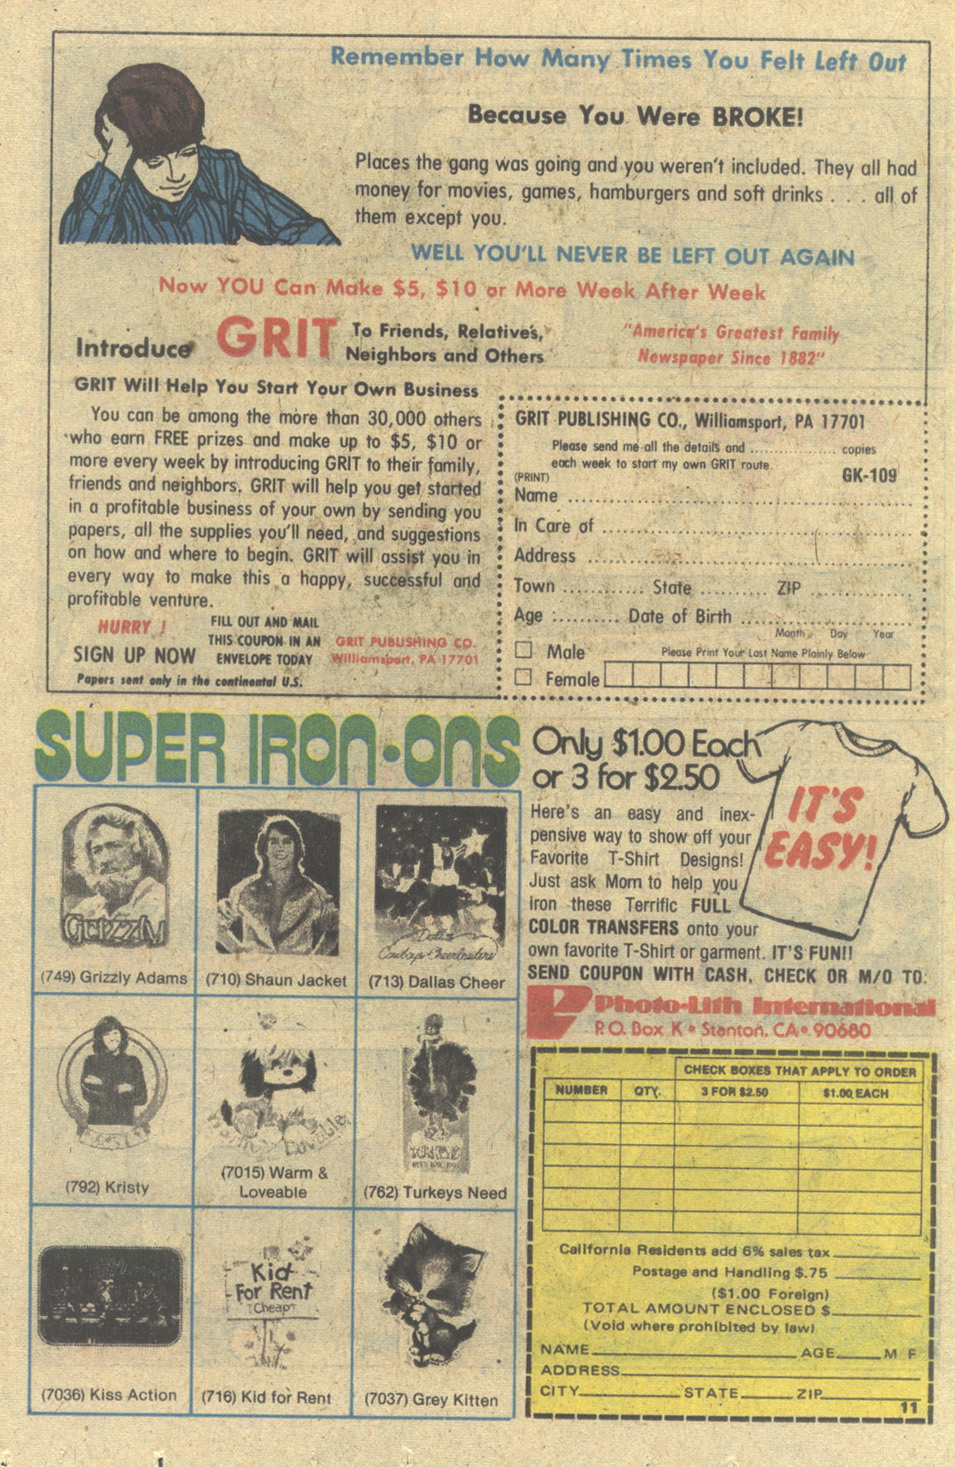 Remember How Many Times You Felt Left Out
Because You Were BROKE!
Places the gang was going and you weren't included. They all had
money for movies, games, hamburgers and soft drinks . . . all of
them except you.
WELL YOU'LL NEVER BE LEFT OUT AGAIN
Now YOU Can Make $5, $10 or More Week After Week
Introduce GRIT To Friends, Relative's,
Neighbors and Others
"America's Greatest Family
Newspaper Since 1882"
GRIT Will Help You Start Your Own Business
You can be among the more than 30,000 others
who earn FREE prizes and make up to $5, $10 or
more every week by introducing GRIT to their family,
friends and neighbors. GRIT will help you get started
in a profitable business of your own by sending you
papers, all the supplies you'll need, and suggestions
on how and where to begin. GRIT will assist you in
every way to make this a happy, successful and
profitable venture.
HURRY !
SIGN UP NOW
FILL OUT AND MAIL
THIS COUPON IN AN
ENVELOPE TODAY
GRIT PUBLISHING CO.
Williamsport, PA 17701
Papers sent only in the continental U.S.
GRIT PUBLISHING CO., Williamsport, PA 17701
Please send me all the details and .................. copies
each week to start my own GRIT route.
GK-109
(PRINT)
Name
In Care of
Address
Town ............ State .......... ZIP
Age : .......... Date of Birth
Month Day Year
Male
Please Print Your Last Name Plainly Below
Female
SUPER IRON•ONS
GRIZZLY
(749) Grizzly Adams
(710) Shaun Jacket
Dallas
Cowboys Cheerleaders
(713) Dallas Cheer
(792) Kristy
Loveable
(7015) Warm &
Loveable
(762) Turkeys Need
(7036) Kiss Action
Kid
For Rent
Cheap
(716) Kid for Rent
(7037) Grey Kitten
Only $1.00 Each
or 3 for $2.50
IT'S
EASY!
Here's an easy and inex-
pensive way to show off your
Favorite T-Shirt Designs!
Just ask Mom to help you
iron these Terrific FULL
COLOR TRANSFERS onto your
own favorite T-Shirt or garment. IT'S FUN!!
SEND COUPON WITH CASH, CHECK OR M/O TO:
Photo-Lith International
P.O. Box K • Stanton, CA • 90680
CHECK BOXES THAT APPLY TO ORDER
NUMBER QTY. 3 FOR $2.50 $1.00 EACH
California Residents add 6% sales tax
Postage and Handling $.75
($1.00 Foreign)
TOTAL AMOUNT ENCLOSED $
(Void where prohibited by law)
NAME AGE M F
ADDRESS
CITY STATE ZIP
11